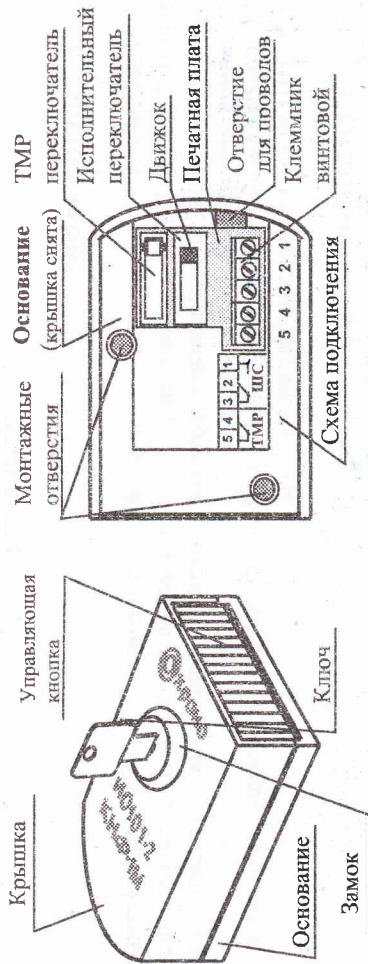 Крышка
Управляющая
кнопка
Основание
Замок
Ключ
Монтажные
отверстия
Основание
(крышка снята)
ТМР
переключатель
Исполнительный
переключатель
Движок
Печатная плата
Отверстие
для проводов
Клеммник
винтовой
Схема подключения
5 4 3 2 1
ТМР ШС
5 4 3 2 1